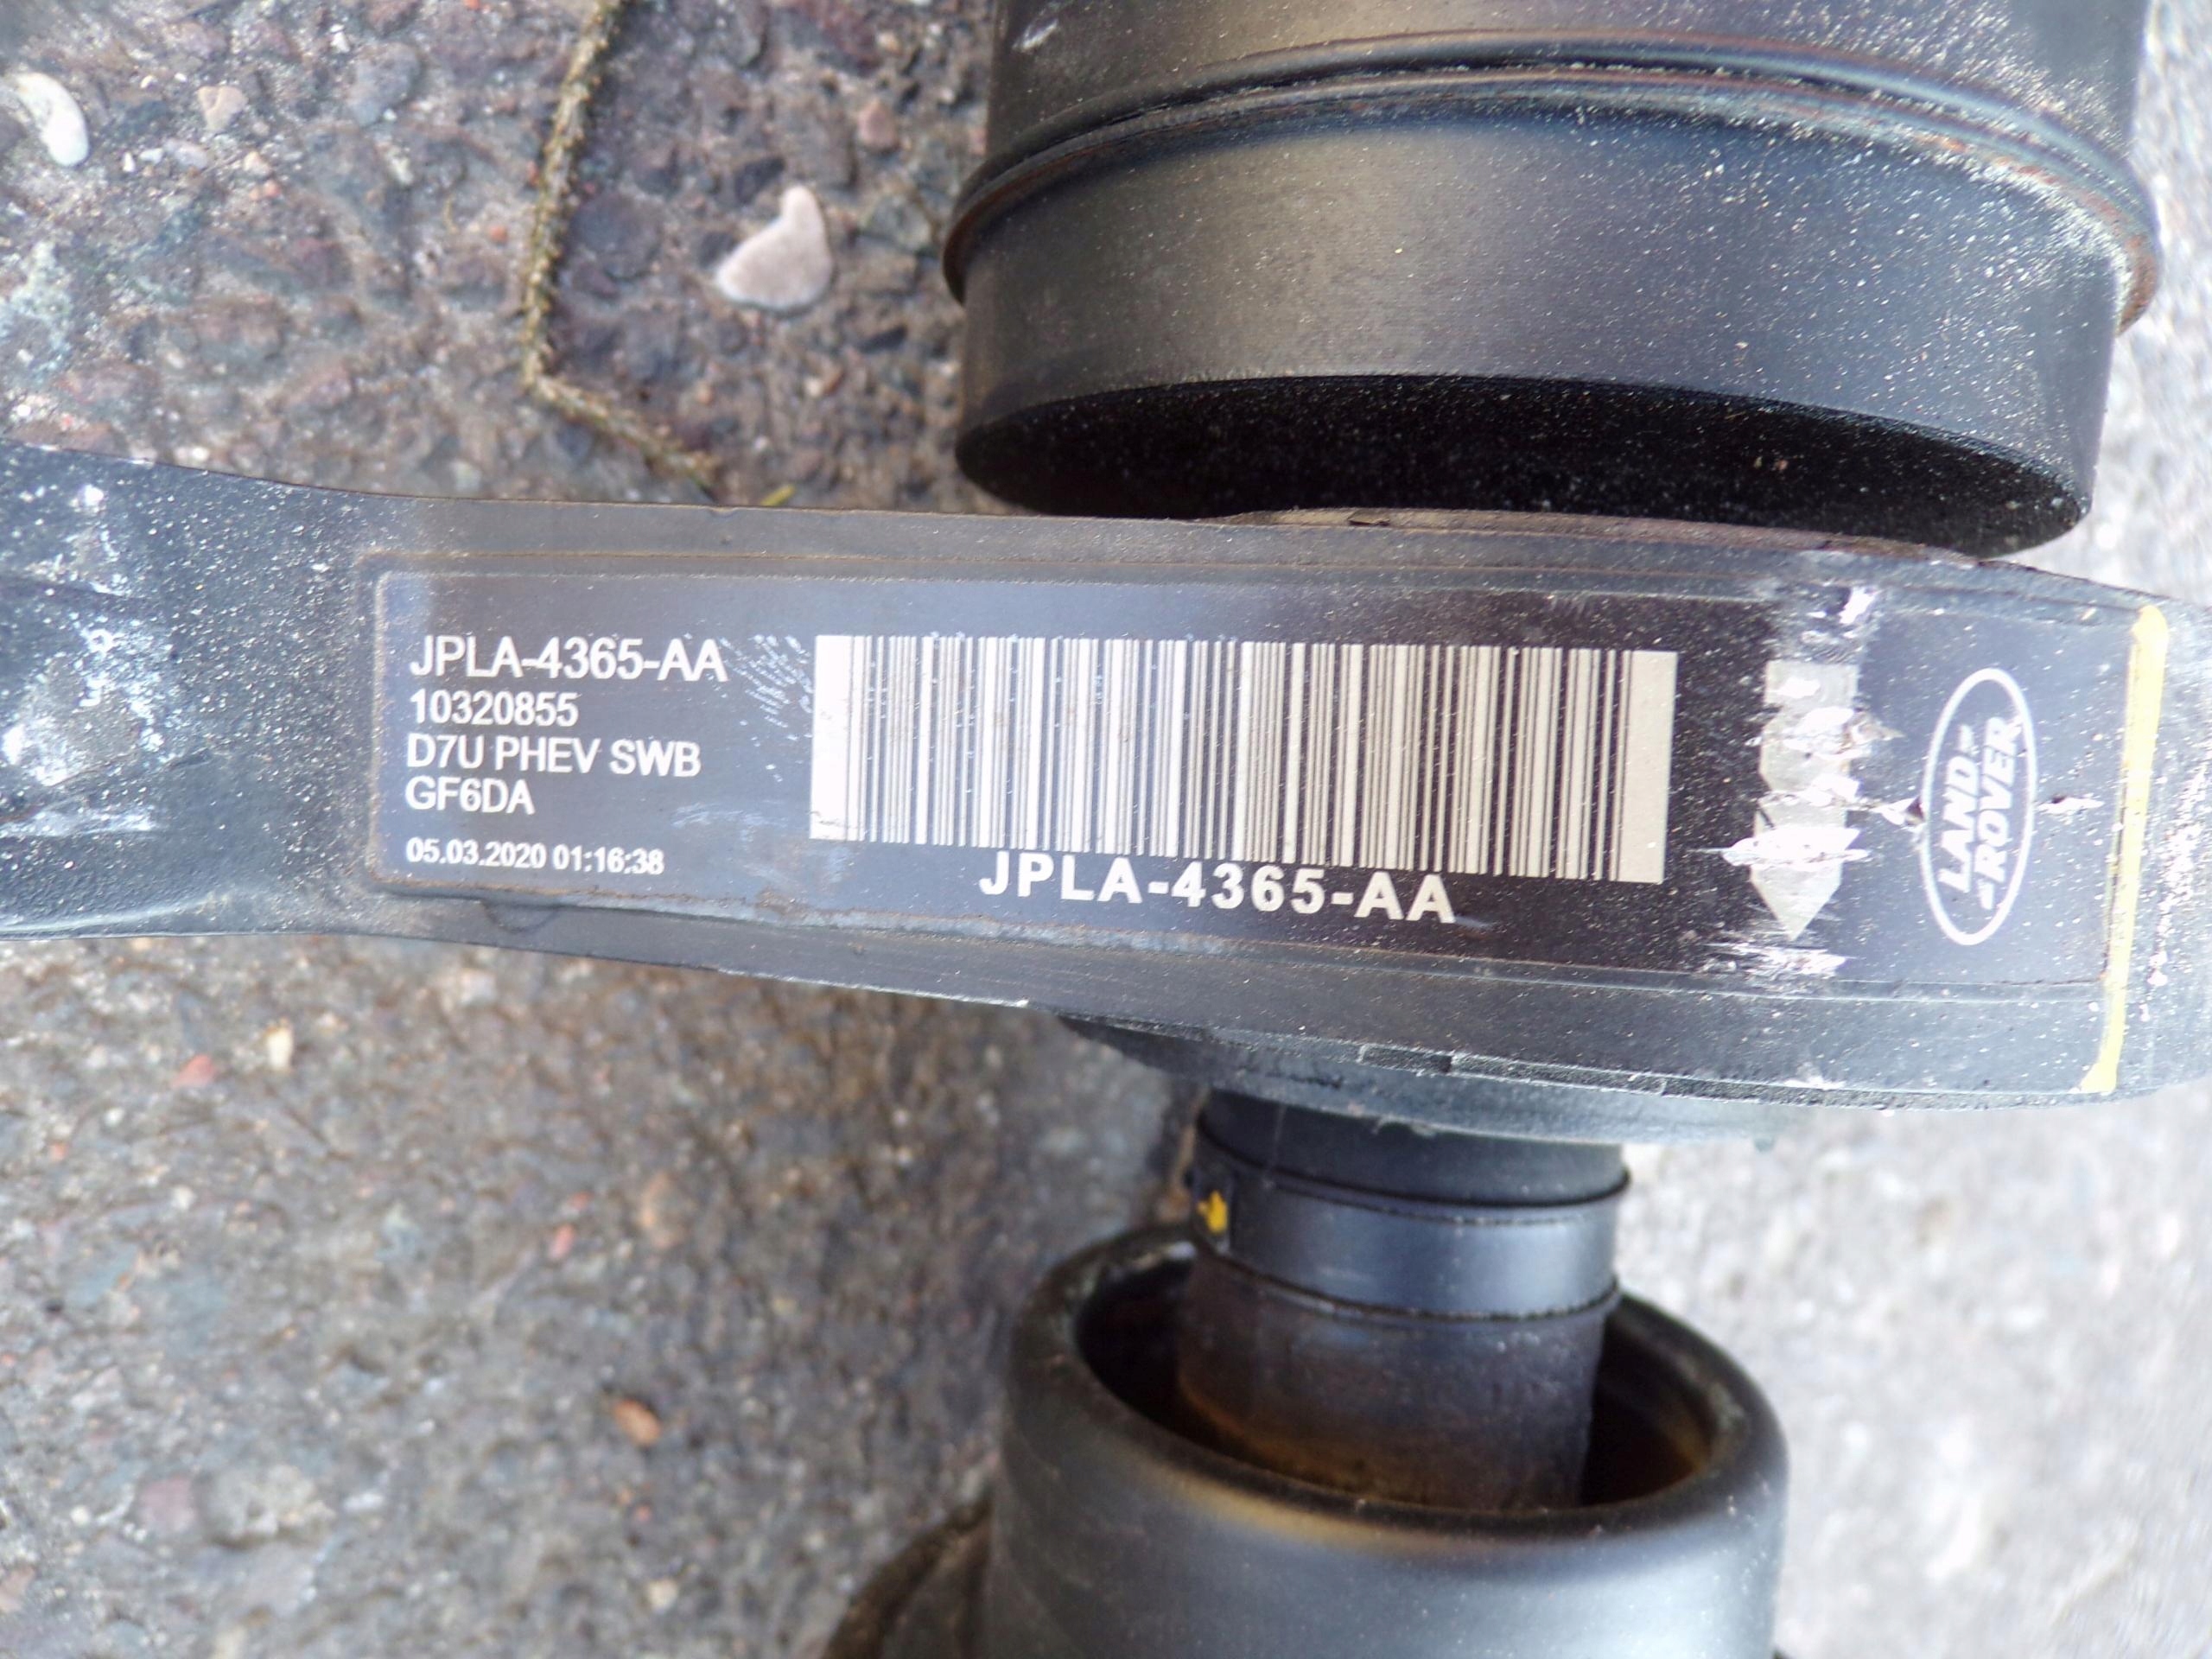 JPLA-4365-AA
10320855
D7U PHEV SWB
GF6DA
05.03.2020 01:16:38
JPLA-4365-AA
LAND
ROVER